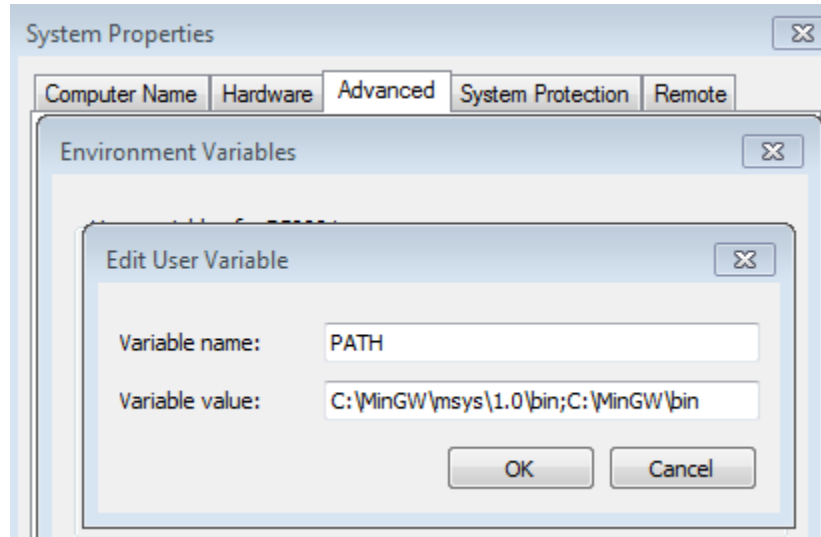 System Properties
Computer Name Hardware Advanced System Protection Remote
Environment Variables
Edit User Variable
Variable name: PATH
Variable value: C:\MinGW\msys\1.0\bin;C:\MinGW\bin
OK Cancel